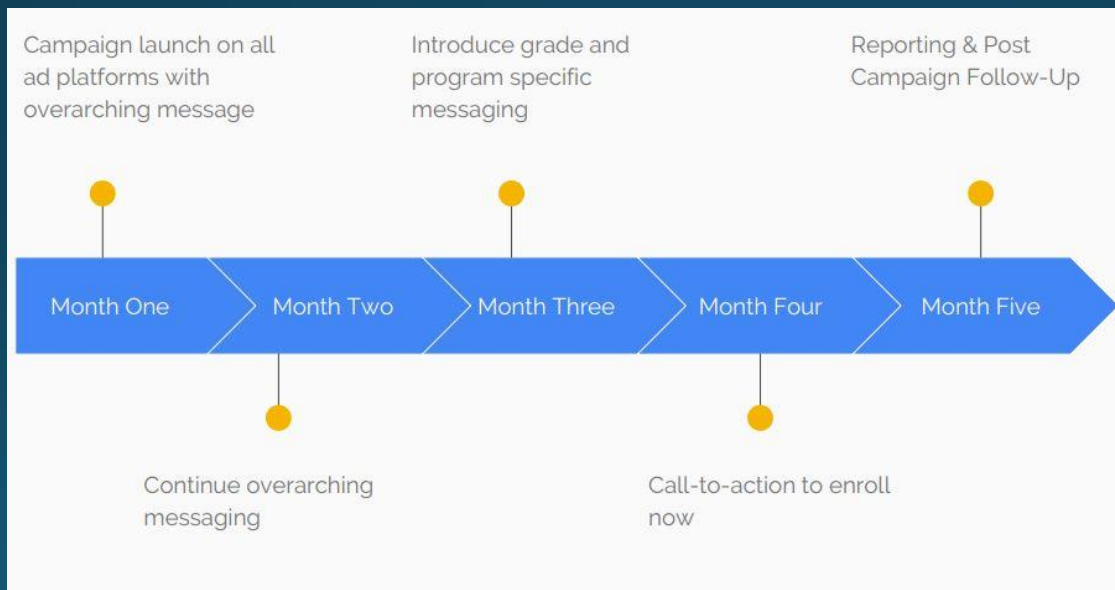 Campaign launch on all
ad platforms with
overarching message
Introduce grade and
program specific
messaging
Reporting & Post
Campaign Follow-Up
Month One
Month Two
Month Three
Month Four
Month Five
Continue overarching
messaging
Call-to-action to enroll
now